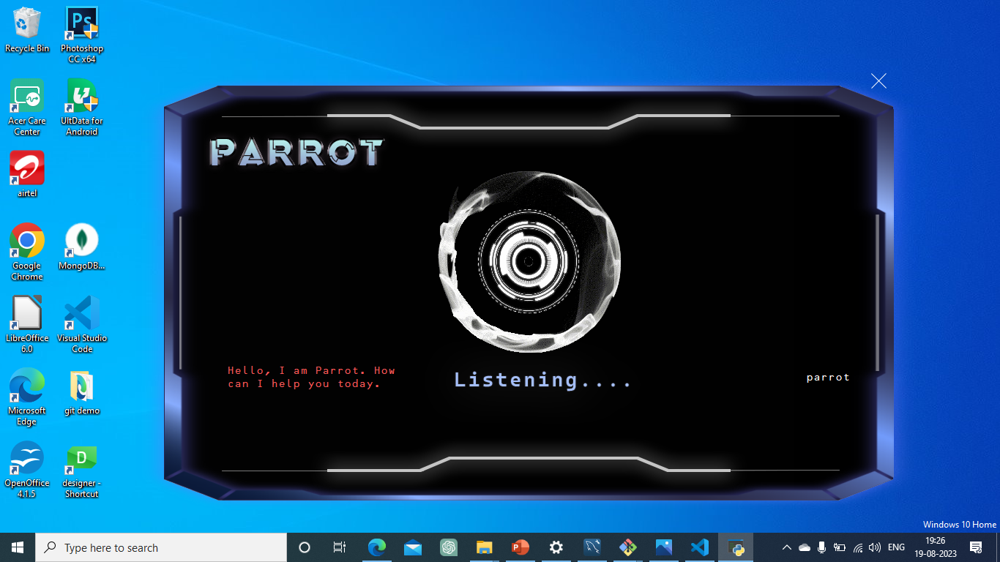 Recycle Bin
Photoshop
CC x64
Acer Care
Center
UltData for
Android
airtel
Google
Chrome
MongoDB...
LibreOffice
6.0
Visual Studio
Code
Microsoft
Edge
git demo
OpenOffice
4.1.5
designer -
Shortcut
Ps
D
PARROT
Hello, I am Parrot. How
can I help you today.
Listening....
parrot
Windows 10 Home
Type here to search
P
ENG
19:26
19-08-2023